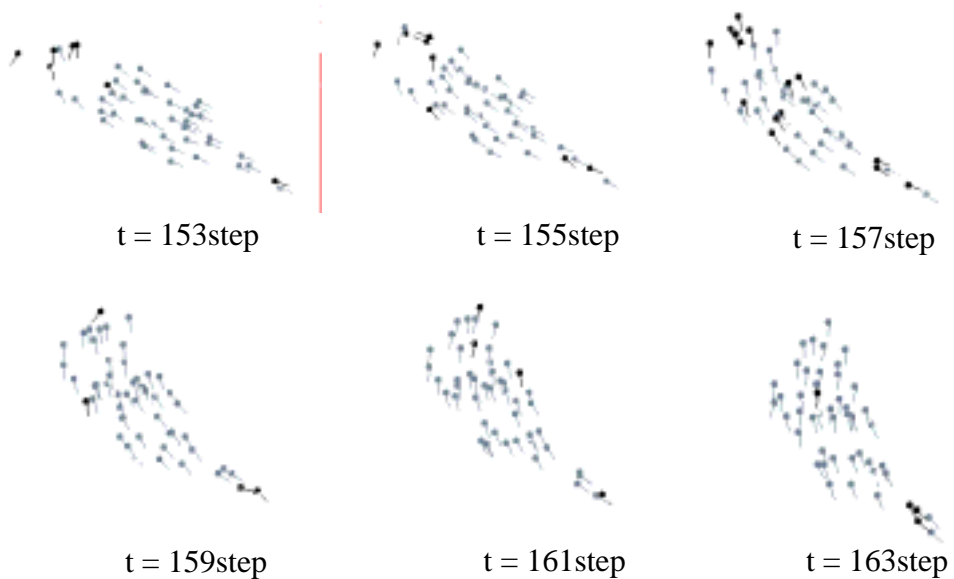 t = 153step
t = 155step
t = 157step
t = 159step
t = 161step
t = 163step